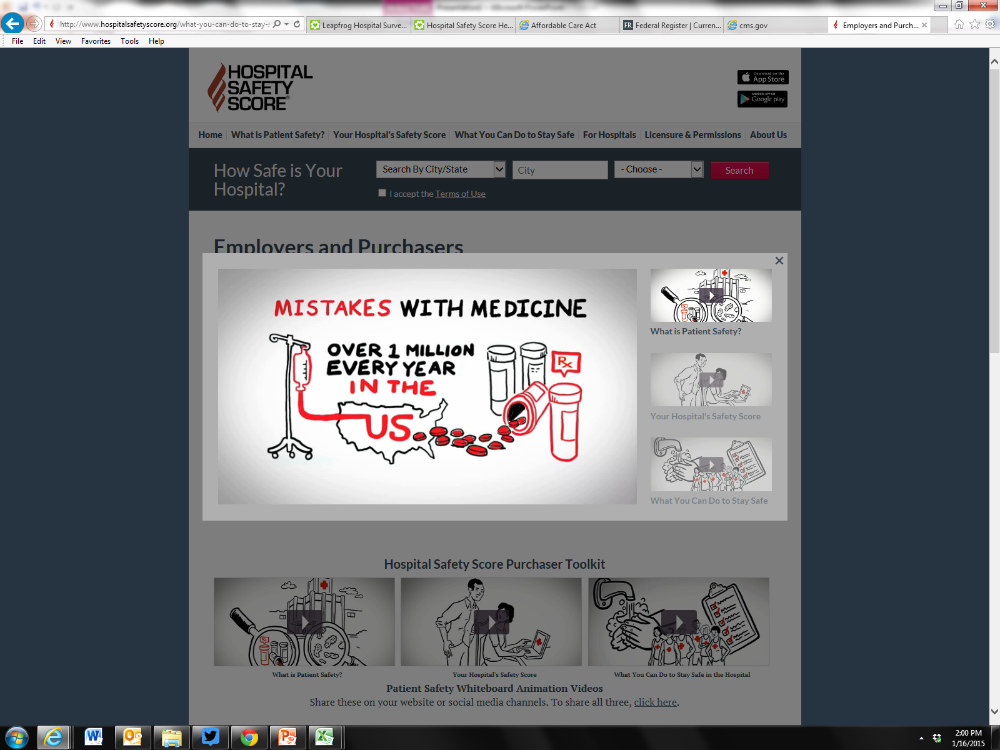 Microsoft PowerPoint
http://www.hospitalsafetyscore.org/what-you-can-do-to-stay-s
Leapfrog Hospital Surve...
Hospital Safety Score He...
Affordable Care Act
FR Federal Register | Curren...
cms.gov
Employers and Purch...
File Edit View Favorites Tools Help
HOSPITAL
SAFETY
SCORE®
Download on the
App Store
ANDROID APP ON
Google play
Home What is Patient Safety? Your Hospital's Safety Score What You Can Do to Stay Safe For Hospitals Licensure & Permissions About Us
How Safe is Your
Hospital?
Search By City/State City - Choose - Search
I accept the Terms of Use
Employers and Purchasers
MISTAKES WITH MEDICINE
OVER 1 MILLION
EVERY YEAR
IN THE
US
Rx
What is Patient Safety?
Your Hospital's Safety Score
What You Can Do to Stay Safe
Hospital Safety Score Purchaser Toolkit
What is Patient Safety?
Your Hospital's Safety Score
What You Can Do to Stay Safe in the Hospital
Patient Safety Whiteboard Animation Videos
Share these on your website or social media channels. To share all three, click here.
2:00 PM
1/16/2015